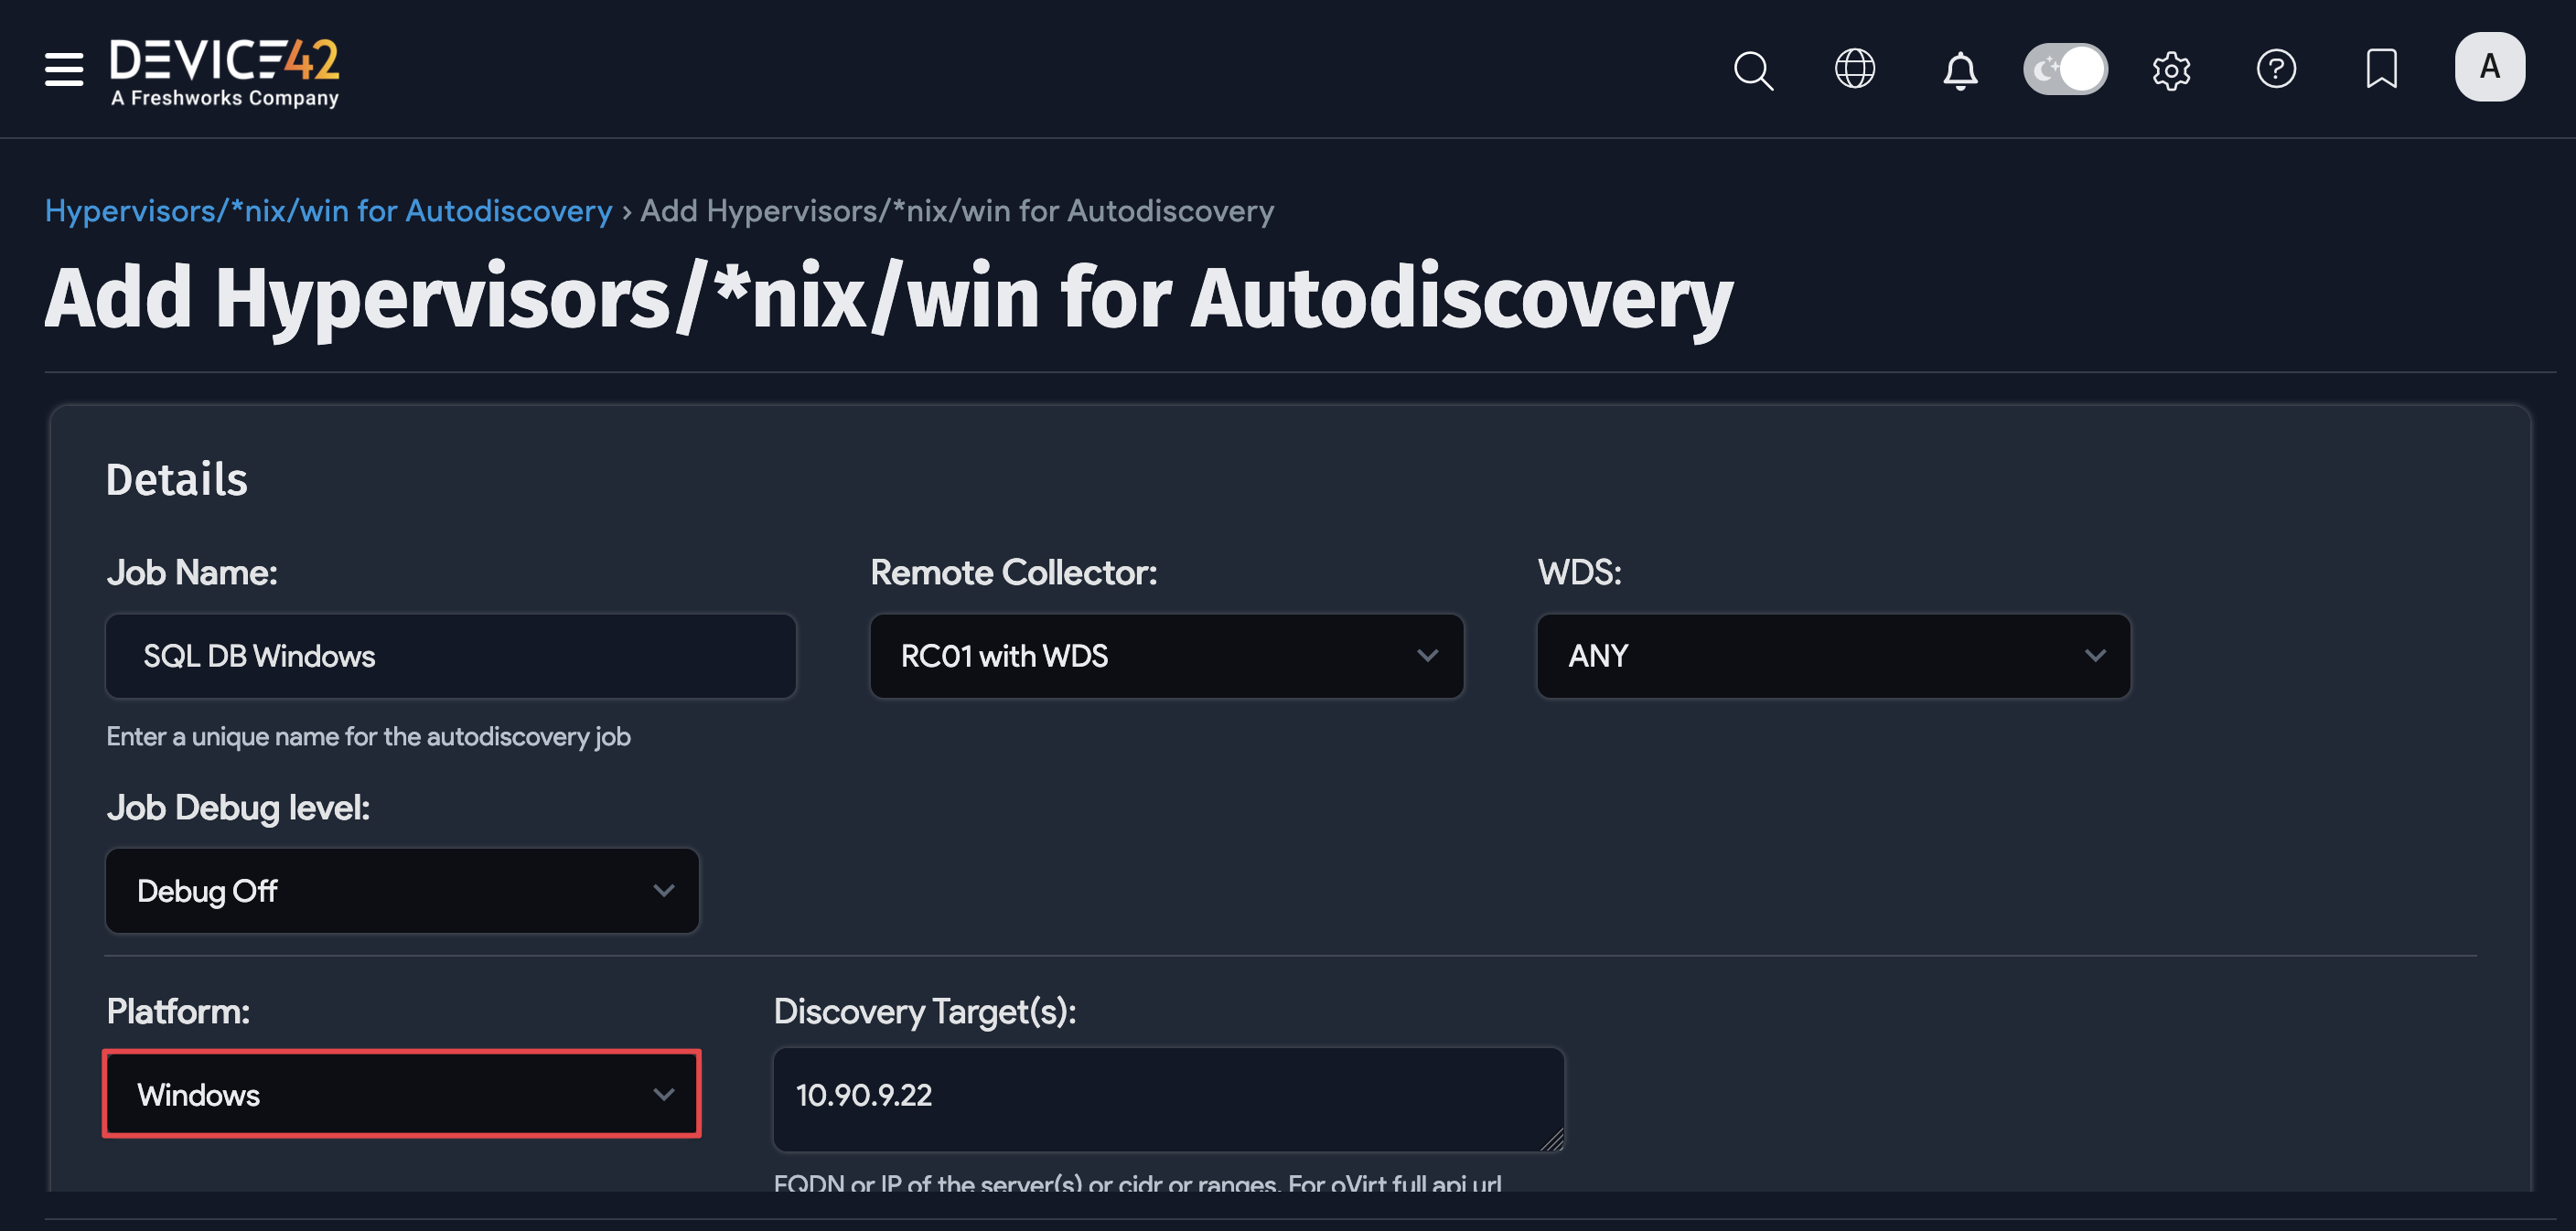 DEVICE42
A Freshworks Company
A
Hypervisors/*nix/win for Autodiscovery › Add Hypervisors/*nix/win for Autodiscovery
Add Hypervisors/*nix/win for Autodiscovery
Details
Job Name:
Remote Collector:
WDS:
SQL DB Windows
RC01 with WDS
ANY
Enter a unique name for the autodiscovery job
Job Debug level:
Debug Off
Platform:
Discovery Target(s):
Windows
10.90.9.22
FQDN or IP of the server(s) or cidr or ranges. For oVirt full api url